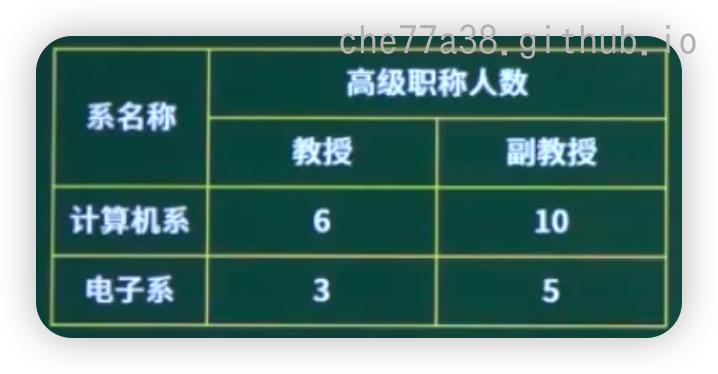 che77a38.github.io
系名称 高级职称人数
教授 副教授
计算机系 6 10
电子系 3 5